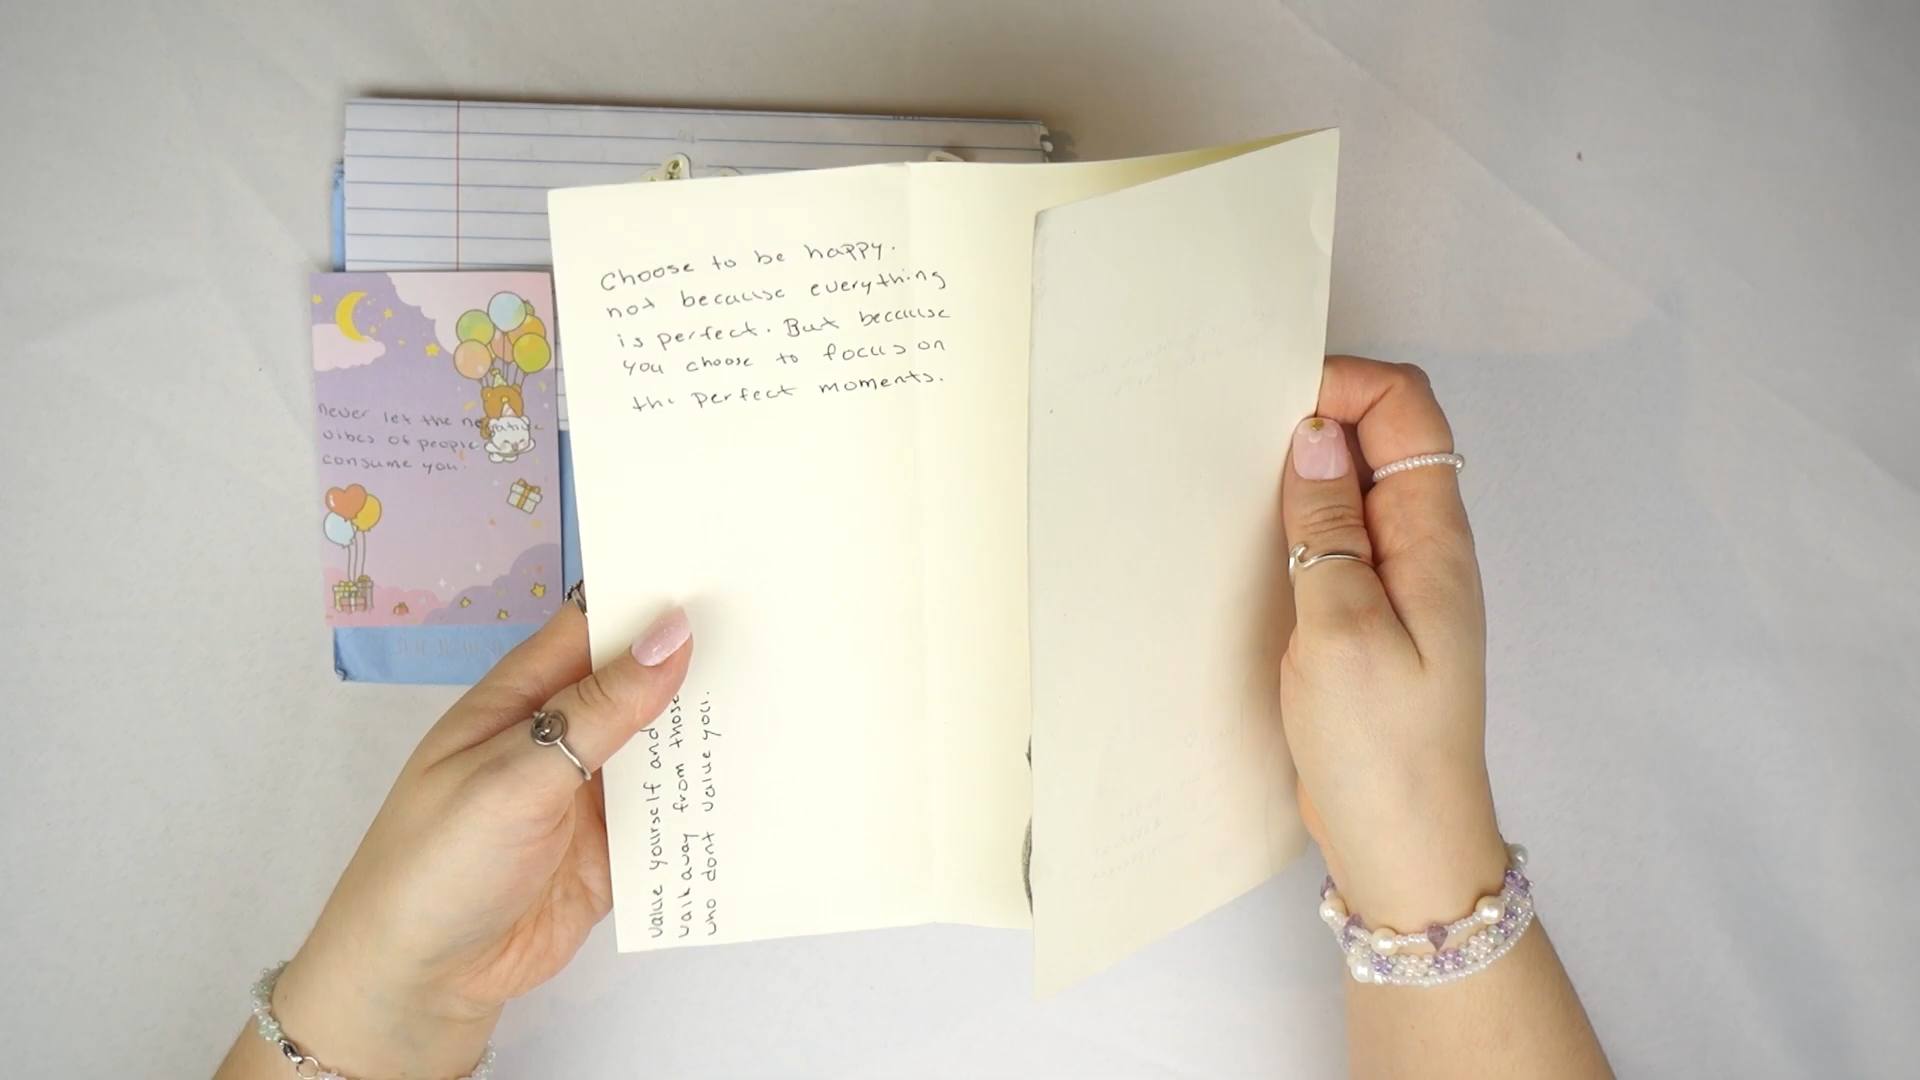 Choose to be happy.
not because everything
is perfect. But because
you choose to focus on
the perfect moments.
Value yourself and
walk away from those
who dont value you.
never let the negative
vibes of people
consume you.